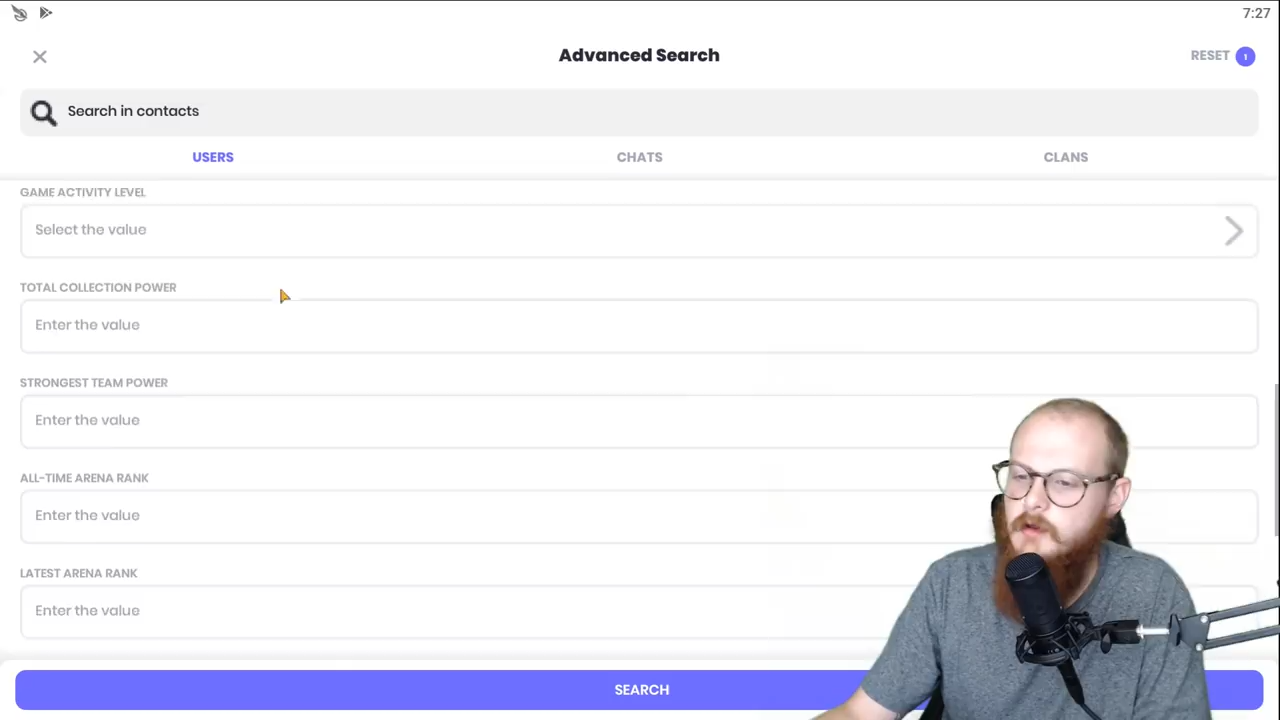 7:27
Advanced Search
RESET 1
Search in contacts
USERS CHATS CLANS
GAME ACTIVITY LEVEL
Select the value
TOTAL COLLECTION POWER
Enter the value
STRONGEST TEAM POWER
Enter the value
ALL-TIME ARENA RANK
Enter the value
LATEST ARENA RANK
Enter the value
SEARCH